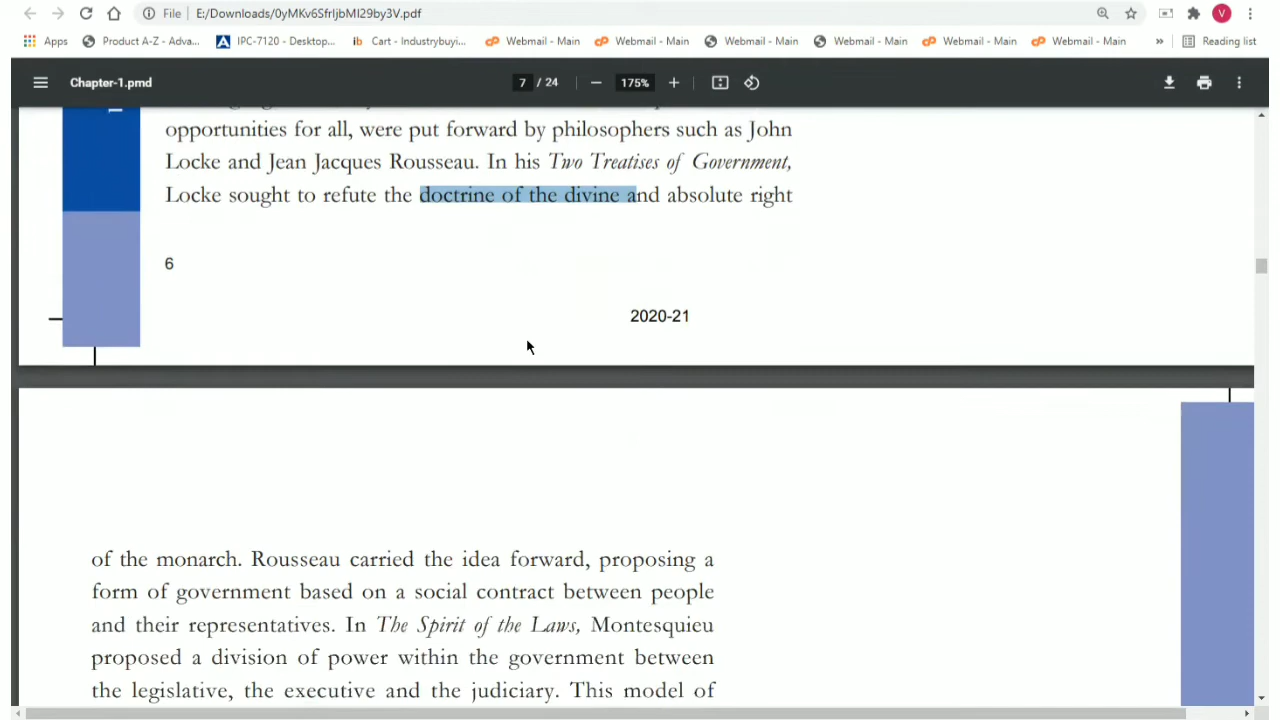 File E:/Downloads/0yMKv6SfrIjbMI29by3V.pdf V
Apps Product A-Z - Adva... IPC-7120 - Desktop... ib Cart - Industrybuyi... cP Webmail - Main cP Webmail - Main Webmail - Main Webmail - Main cP Webmail - Main cP Webmail - Main » Reading list
Chapter-1.pmd 7 / 24 − 175% +
opportunities for all, were put forward by philosophers such as John
Locke and Jean Jacques Rousseau. In his Two Treatises of Government,
Locke sought to refute the doctrine of the divine and absolute right
6
2020-21
of the monarch. Rousseau carried the idea forward, proposing a
form of government based on a social contract between people
and their representatives. In The Spirit of the Laws, Montesquieu
proposed a division of power within the government between
the legislative, the executive and the judiciary. This model of